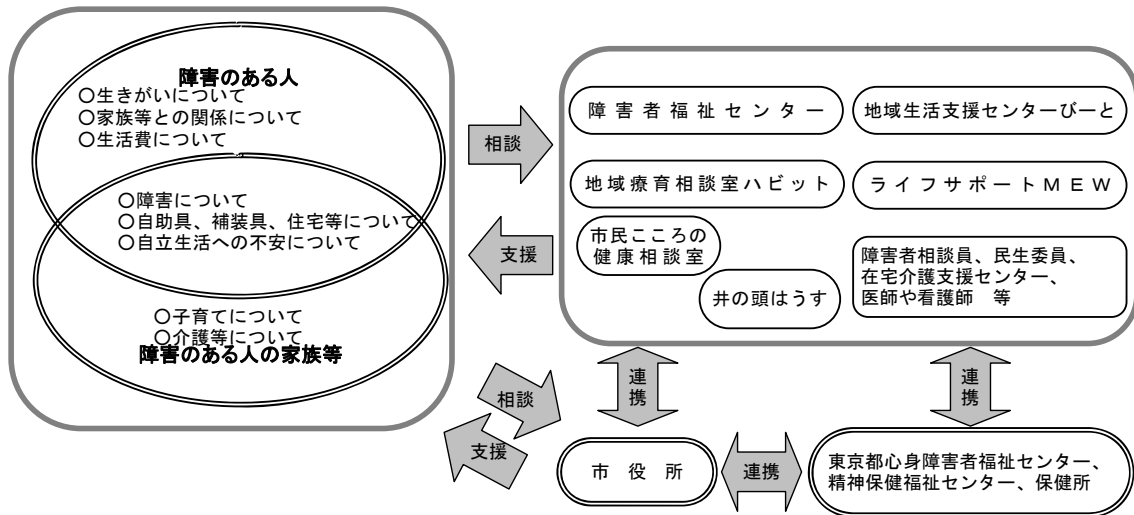 障害のある人
○生きがいについて
○家族等との関係について
○生活費について
○障害について
○自助具、補装具、住宅等について
○自立生活への不安について
○子育てについて
○介護等について
障害のある人の家族等
相談
支援
障害者福祉センター
地域生活支援センターびーと
地域療育相談室ハビット
ライフサポートＭＥＷ
市民こころの
健康相談室
井の頭はうす
障害者相談員、民生委員、
在宅介護支援センター、
医師や看護師　等
相談
支援
連携
連携
市役所
連携
東京都心身障害者福祉センター、
精神保健福祉センター、保健所